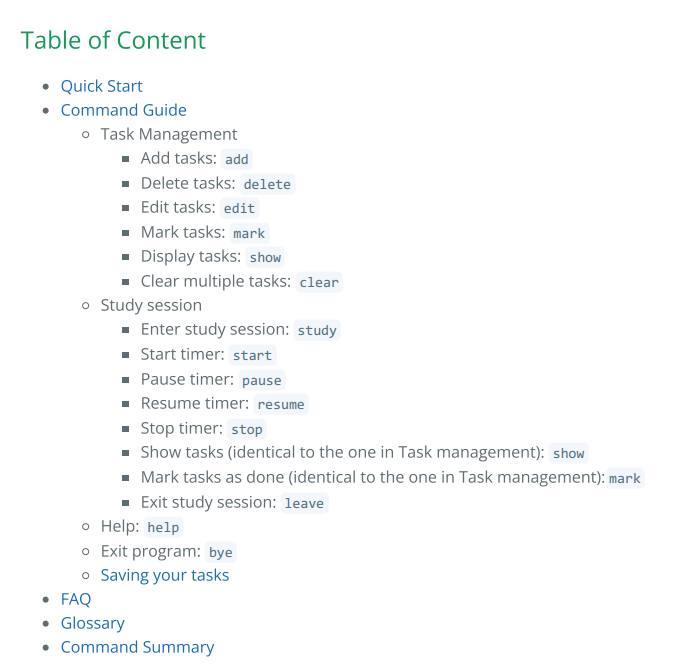 Table of Content
Quick Start
Command Guide
Task Management
Add tasks: add
Delete tasks: delete
Edit tasks: edit
Mark tasks: mark
Display tasks: show
Clear multiple tasks: clear
Study session
Enter study session: study
Start timer: start
Pause timer: pause
Resume timer: resume
Stop timer: stop
Show tasks (identical to the one in Task management): show
Mark tasks as done (identical to the one in Task management): mark
Exit study session: leave
Help: help
Exit program: bye
Saving your tasks
FAQ
Glossary
Command Summary